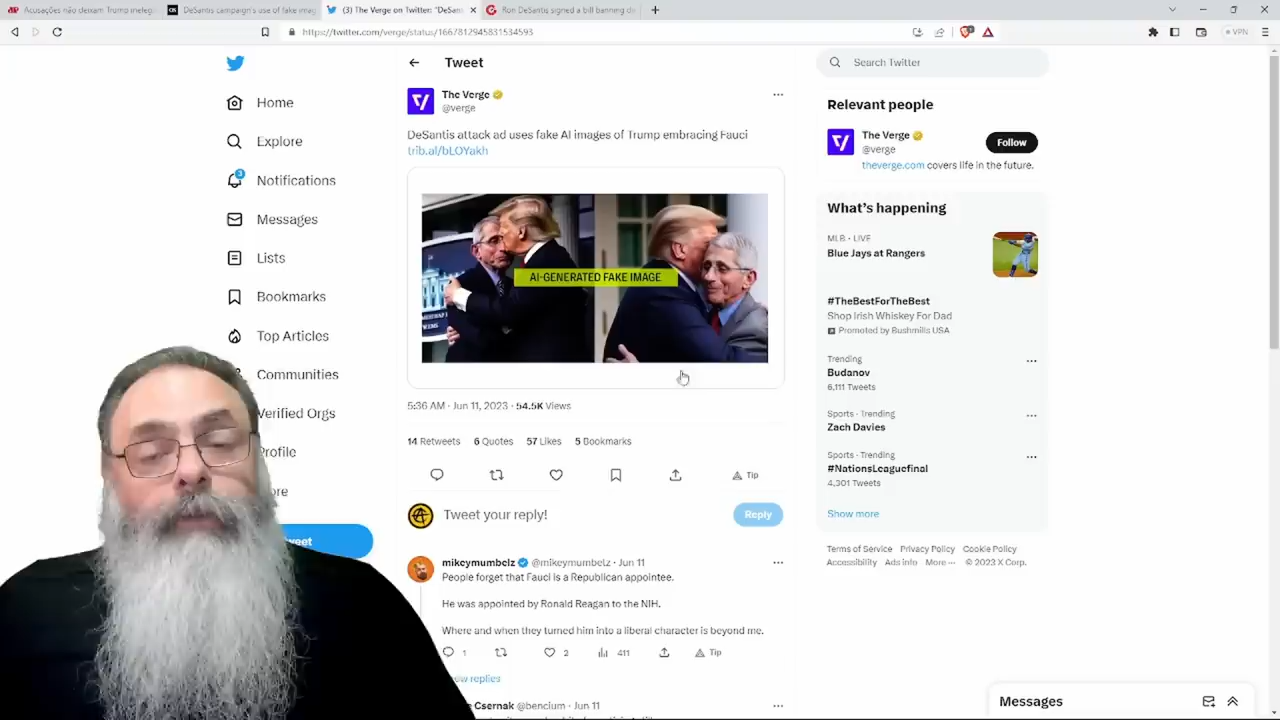 Acusações não deixam Trump inelegí
DeSantis campaign's use of fake imag
(3) The Verge on Twitter: "DeSan
Ron DeSantis signed a bill banning di
https://twitter.com/verge/status/1667812945831534593
VPN
Home
Explore
3
Notifications
Messages
Lists
Bookmarks
Top Articles
Communities
Verified Orgs
Profile
ore
weet
Tweet
The Verge
@verge
DeSantis attack ad uses fake AI images of Trump embracing Fauci
trib.al/bLOYakh
AI-GENERATED FAKE IMAGE
5:36 AM · Jun 11, 2023 · 54.5K Views
14 Retweets 6 Quotes 57 Likes 5 Bookmarks
Tip
Tweet your reply!
Reply
mikeymumbelz @mikeymumbelz · Jun 11
People forget that Fauci is a Republican appointee.
He was appointed by Ronald Reagan to the NIH.
Where and when they turned him into a liberal character is beyond me.
1 2 411 Tip
replies
Csernak @bencium · Jun 11
Search Twitter
Relevant people
The Verge
@verge
Follow
theverge.com covers life in the future.
What's happening
MLB · LIVE
Blue Jays at Rangers
#TheBestForTheBest
Shop Irish Whiskey For Dad
Promoted by Bushmills USA
Trending
Budanov
6,111 Tweets
Sports · Trending
Zach Davies
Sports · Trending
#NationsLeaguefinal
4,301 Tweets
Show more
Terms of Service Privacy Policy Cookie Policy
Accessibility Ads info More ··· © 2023 X Corp.
Messages